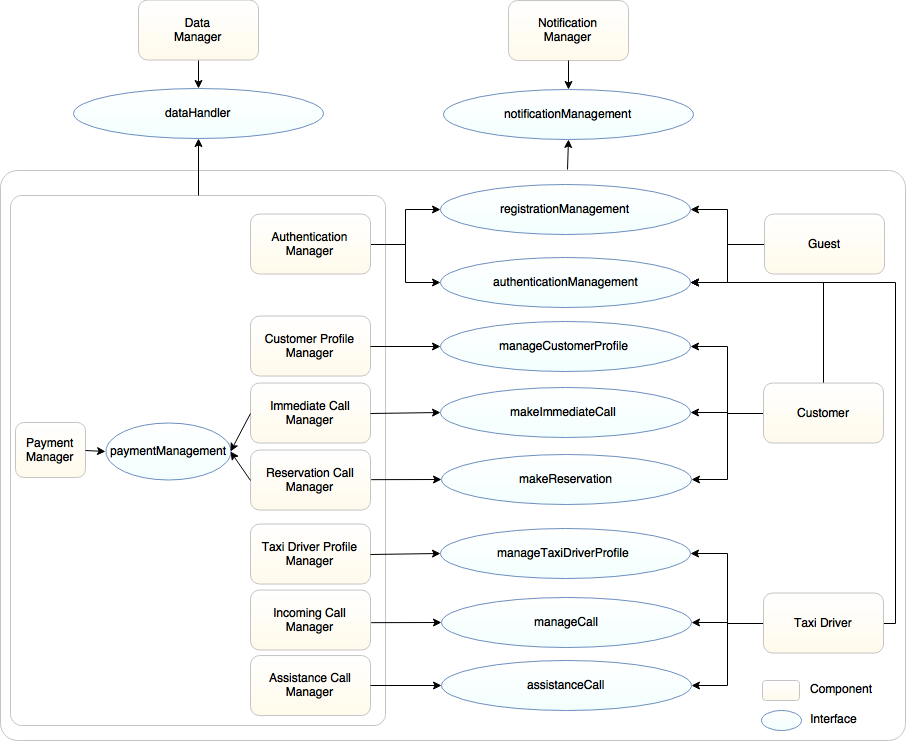 Data
Manager
Notification
Manager
dataHandler
notificationManagement
registrationManagement
Authentication
Manager
Guest
authenticationManagement
Customer Profile
Manager
manageCustomerProfile
Immediate Call
Manager
makeImmediateCall
Customer
Payment
Manager
paymentManagement
Reservation Call
Manager
makeReservation
Taxi Driver Profile
Manager
manageTaxiDriverProfile
Incoming Call
Manager
manageCall
Taxi Driver
Assistance Call
Manager
assistanceCall
Component
Interface